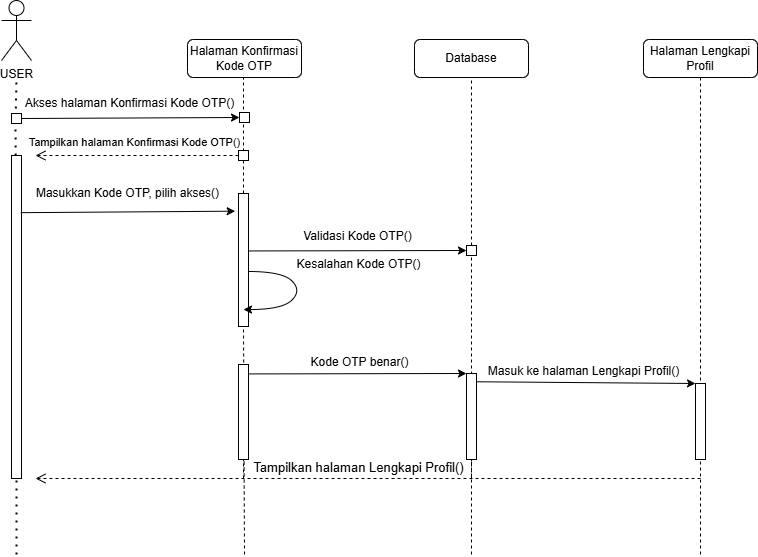 USER
Halaman Konfirmasi
Kode OTP
Database
Halaman Lengkapi
Profil
Akses halaman Konfirmasi Kode OTP()
Tampilkan halaman Konfirmasi Kode OTP()
Masukkan Kode OTP, pilih akses()
Validasi Kode OTP()
Kesalahan Kode OTP()
Kode OTP benar()
Masuk ke halaman Lengkapi Profil()
Tampilkan halaman Lengkapi Profil()